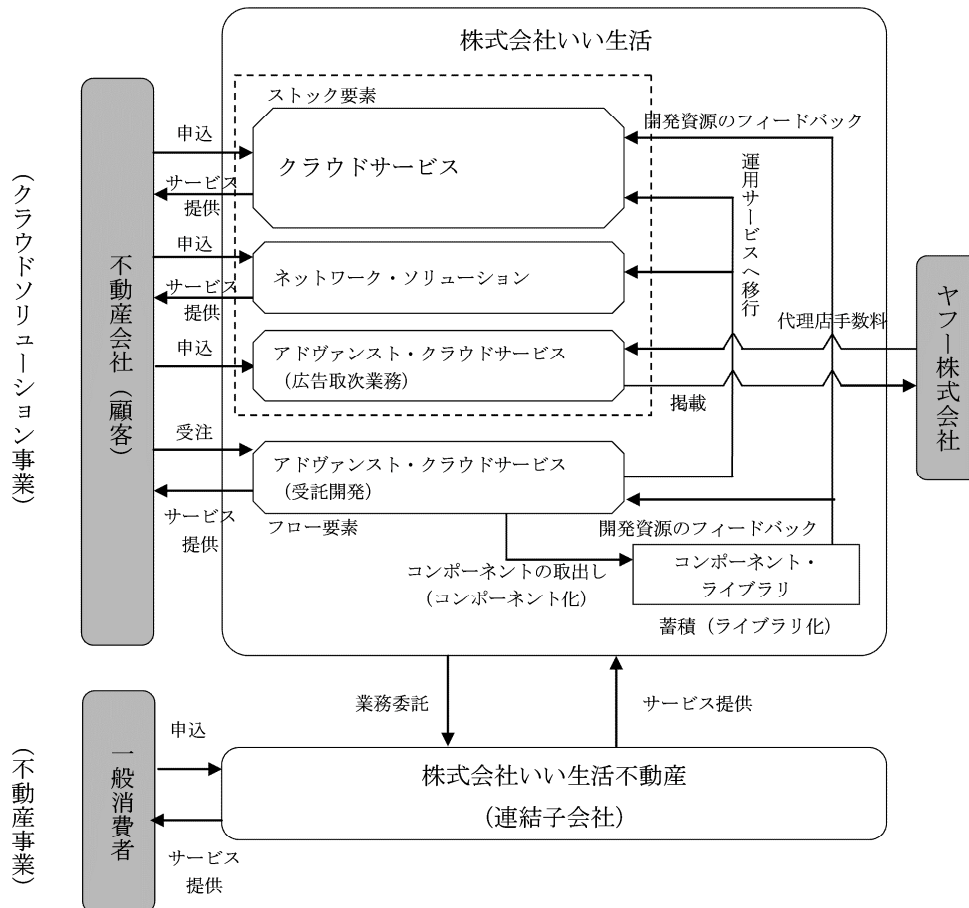 株式会社いい生活
ストック要素
クラウドサービス
申込
サービス
提供
ネットワーク・ソリューション
申込
サービス
提供
アドヴァンスト・クラウドサービス
（広告取次業務）
申込
アドヴァンスト・クラウドサービス
（受託開発）
受注
サービス
提供
フロー要素
開発資源のフィードバック
運用サービスへ移行
代理店手数料
掲載
開発資源のフィードバック
コンポーネントの取出し
（コンポーネント化）
コンポーネント・
ライブラリ
蓄積（ライブラリ化）
（クラウドソリューション事業）
不動産会社（顧客）
ヤフー株式会社
業務委託
サービス提供
（不動産事業）
一般消費者
申込
サービス
提供
株式会社いい生活不動産
（連結子会社）